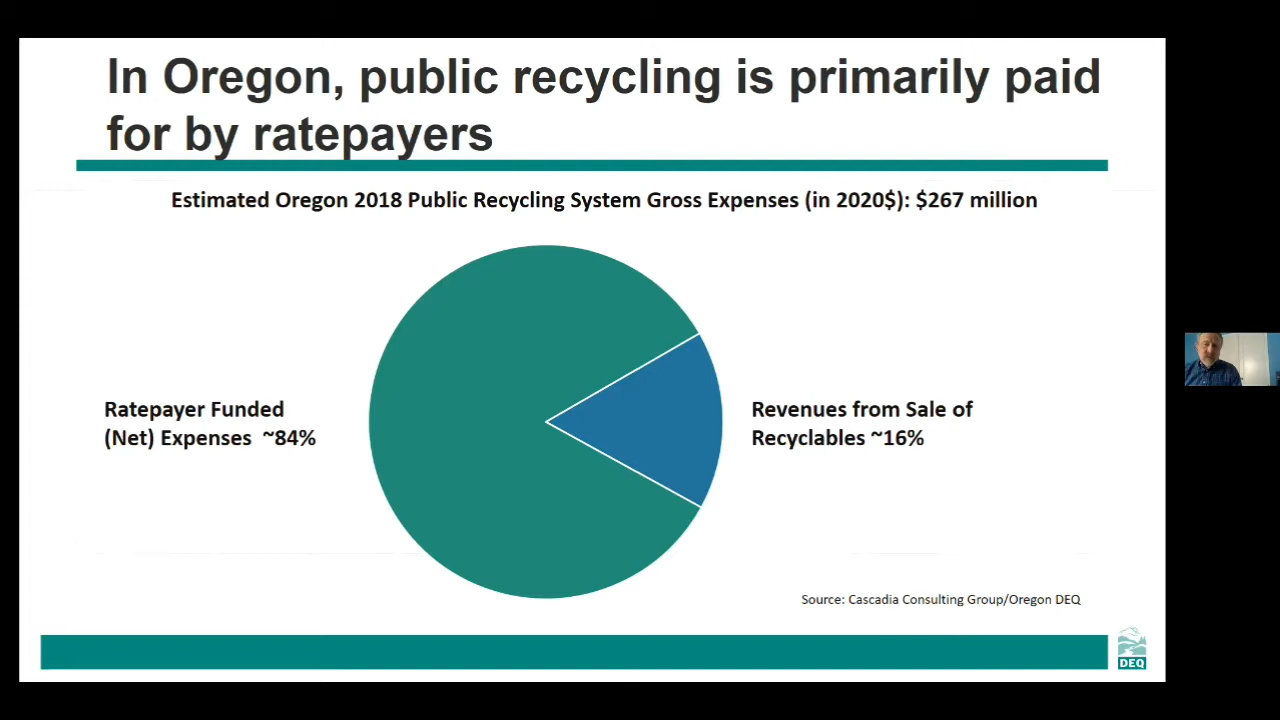 In Oregon, public recycling is primarily paid
for by ratepayers
Estimated Oregon 2018 Public Recycling System Gross Expenses (in 2020$): $267 million
Ratepayer Funded
(Net) Expenses ~84%
Revenues from Sale of
Recyclables ~16%
Source: Cascadia Consulting Group/Oregon DEQ
DEQ